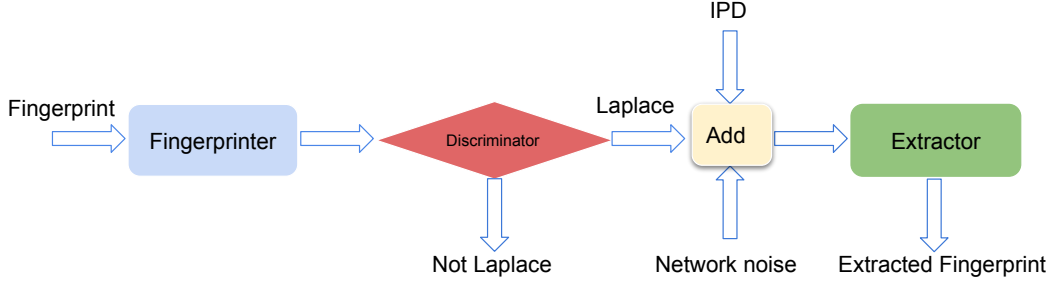 IPD
Fingerprint
Laplace
Fingerprinter
Discriminator
Add
Extractor
Not Laplace
Network noise
Extracted Fingerprint